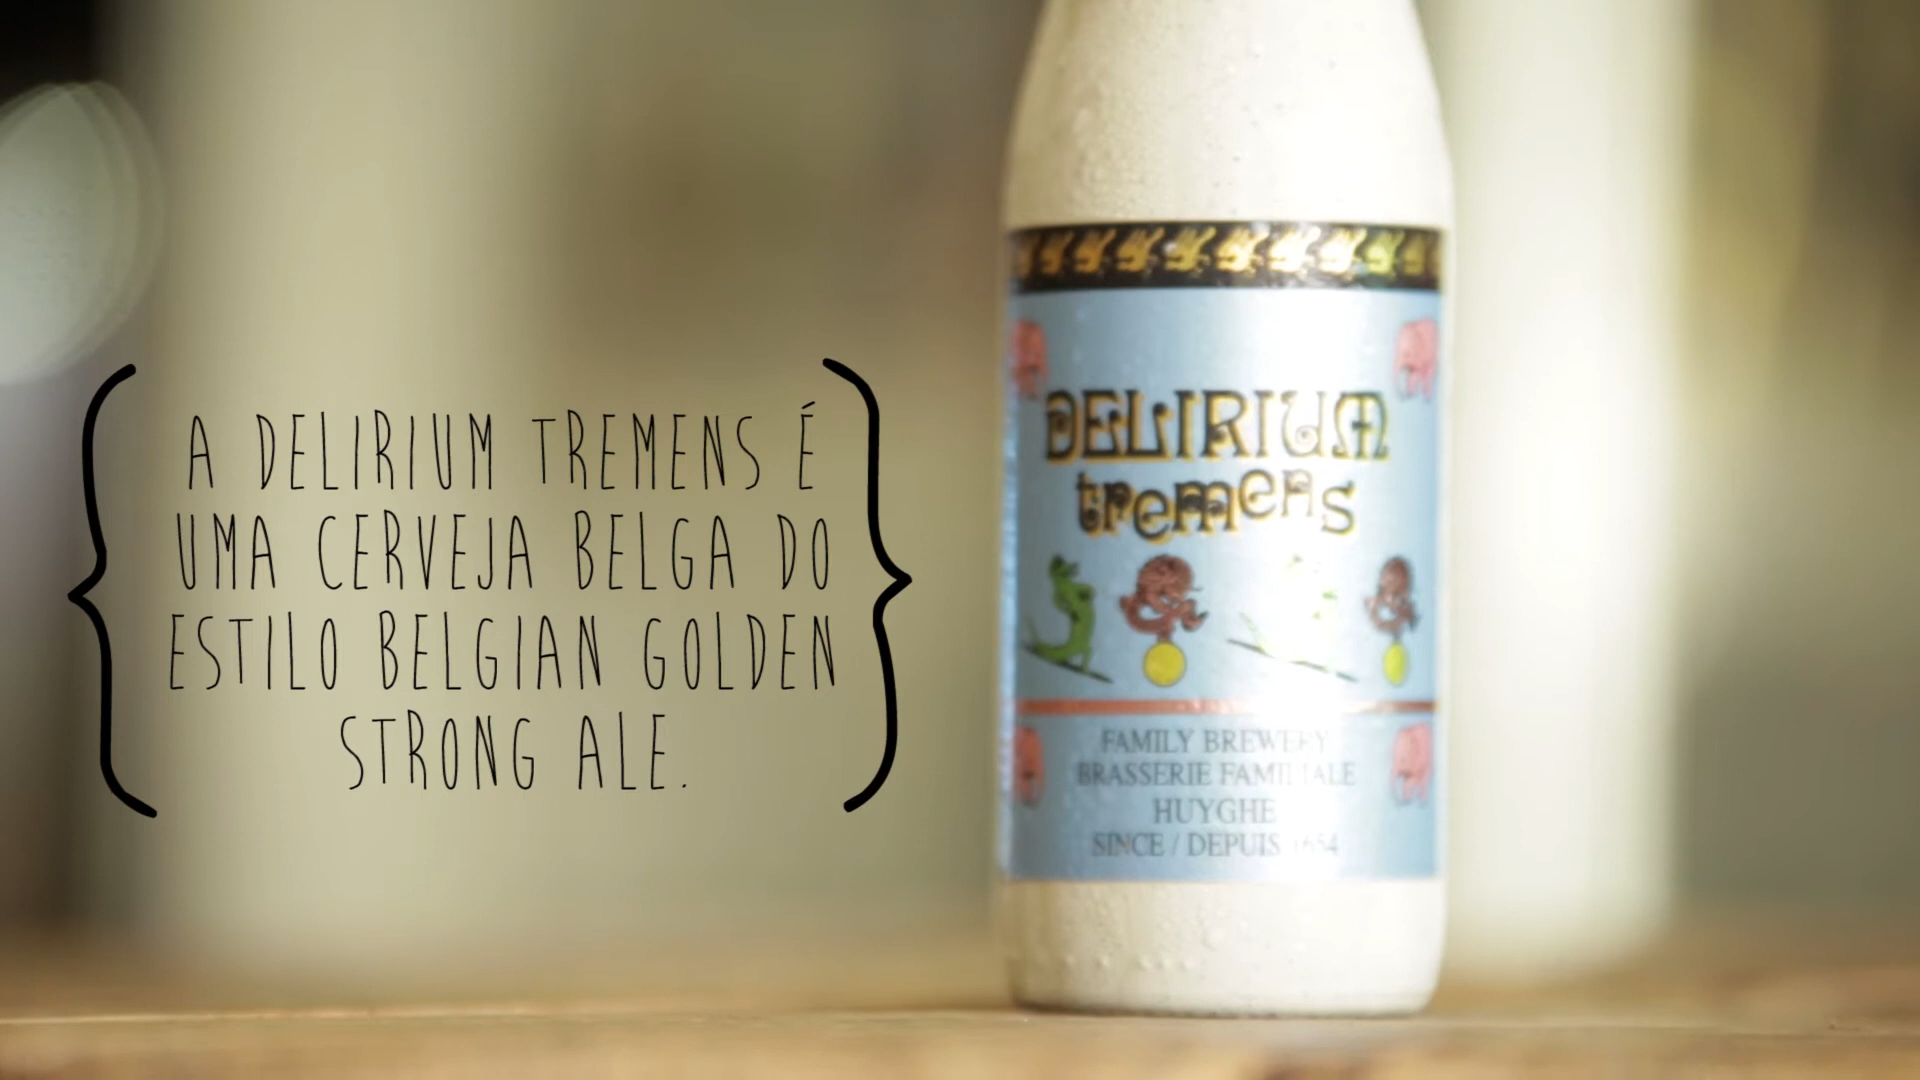 A DELIRIUM TREMENS É
UMA CERVEJA BELGA DO
ESTILO BELGIAN GOLDEN
STRONG ALE.
DELIRIUM
tremens
FAMILY BREWERY
BRASSERIE FAMILIALE
HUYGHE
SINCE / DEPUIS 1654